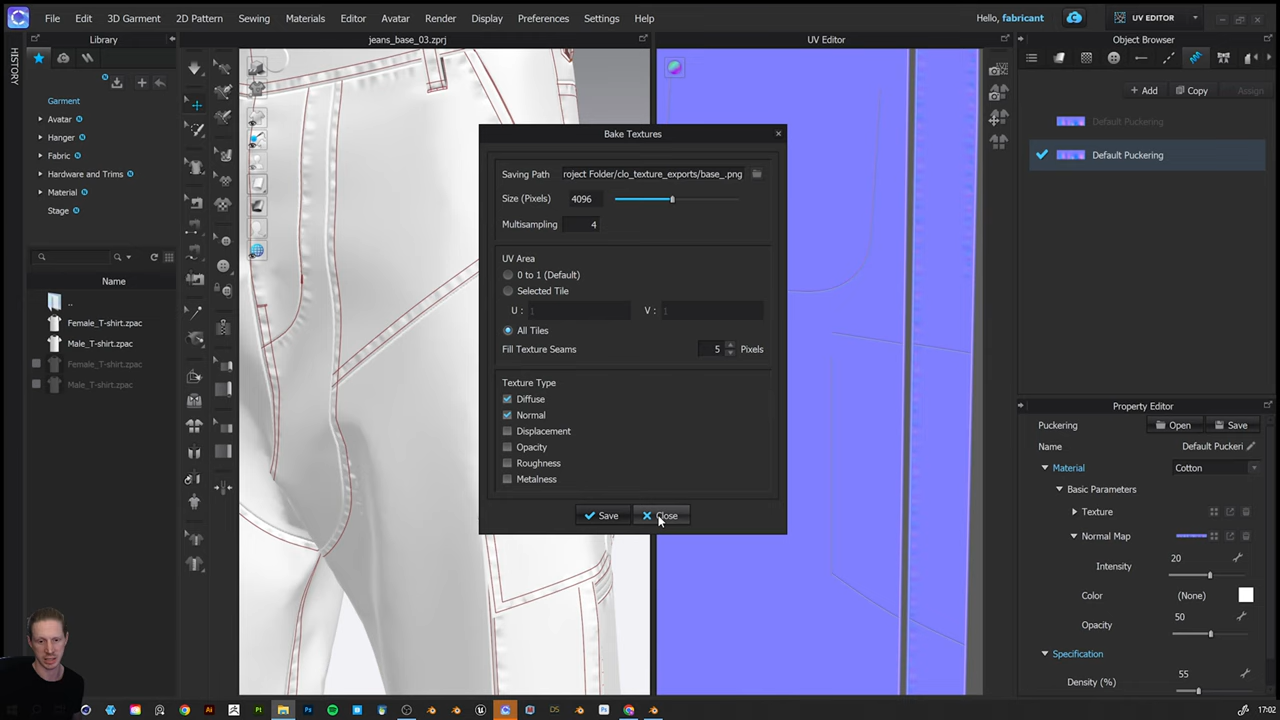 File Edit 3D Garment 2D Pattern Sewing Materials Editor Avatar Render Display Preferences Settings Help Hello, fabricant UV EDITOR
Library jeans_base_03.zprj UV Editor Object Browser
HISTORY
Add Copy Assign
Garment
Avatar
Hanger
Fabric
Hardware and Trims
Material
Stage
Default Puckering
Default Puckering
Name
..
Female_T-shirt.zpac
Male_T-shirt.zpac
Female_T-shirt.zpac
Male_T-shirt.zpac
Bake Textures
Saving Path roject Folder/clo_texture_exports/base_.png
Size (Pixels) 4096
Multisampling 4
UV Area
0 to 1 (Default)
Selected Tile
U : 1 V : 1
All Tiles
Fill Texture Seams 5 Pixels
Texture Type
Diffuse
Normal
Displacement
Opacity
Roughness
Metalness
Save Close
Property Editor
Puckering Open Save
Name Default Puckeri
Material Cotton
Basic Parameters
Texture
Normal Map
Intensity 20
Color (None)
Opacity 50
Specification
Density (%) 55
17:02